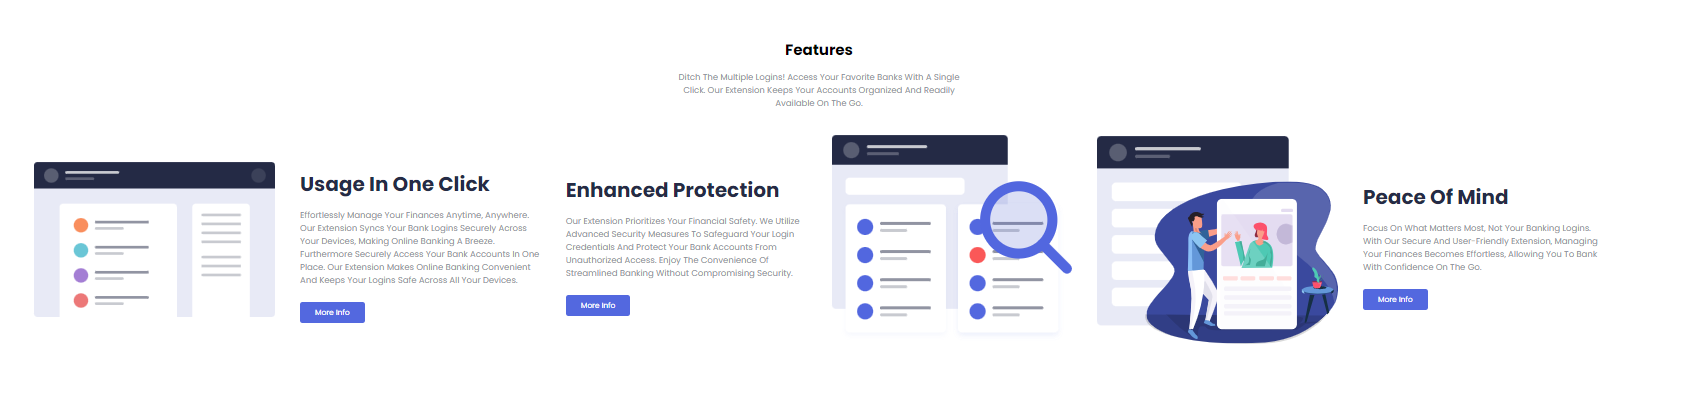 Features
Ditch The Multiple Logins! Access Your Favorite Banks With A Single
Click. Our Extension Keeps Your Accounts Organized And Readily
Available On The Go.
Usage In One Click
Effortlessly Manage Your Finances Anytime, Anywhere.
Our Extension Syncs Your Bank Logins Securely Across
Your Devices, Making Online Banking A Breeze.
Furthermore Securely Access Your Bank Accounts In One
Place. Our Extension Makes Online Banking Convenient
And Keeps Your Logins Safe Across All Your Devices.
More Info
Enhanced Protection
Our Extension Prioritizes Your Financial Safety. We Utilize
Advanced Security Measures To Safeguard Your Login
Credentials And Protect Your Bank Accounts From
Unauthorized Access. Enjoy The Convenience Of
Streamlined Banking Without Compromising Security.
More Info
Peace Of Mind
Focus On What Matters Most, Not Your Banking Logins.
With Our Secure And User-Friendly Extension, Managing
Your Finances Becomes Effortless, Allowing You To Bank
With Confidence On The Go.
More Info